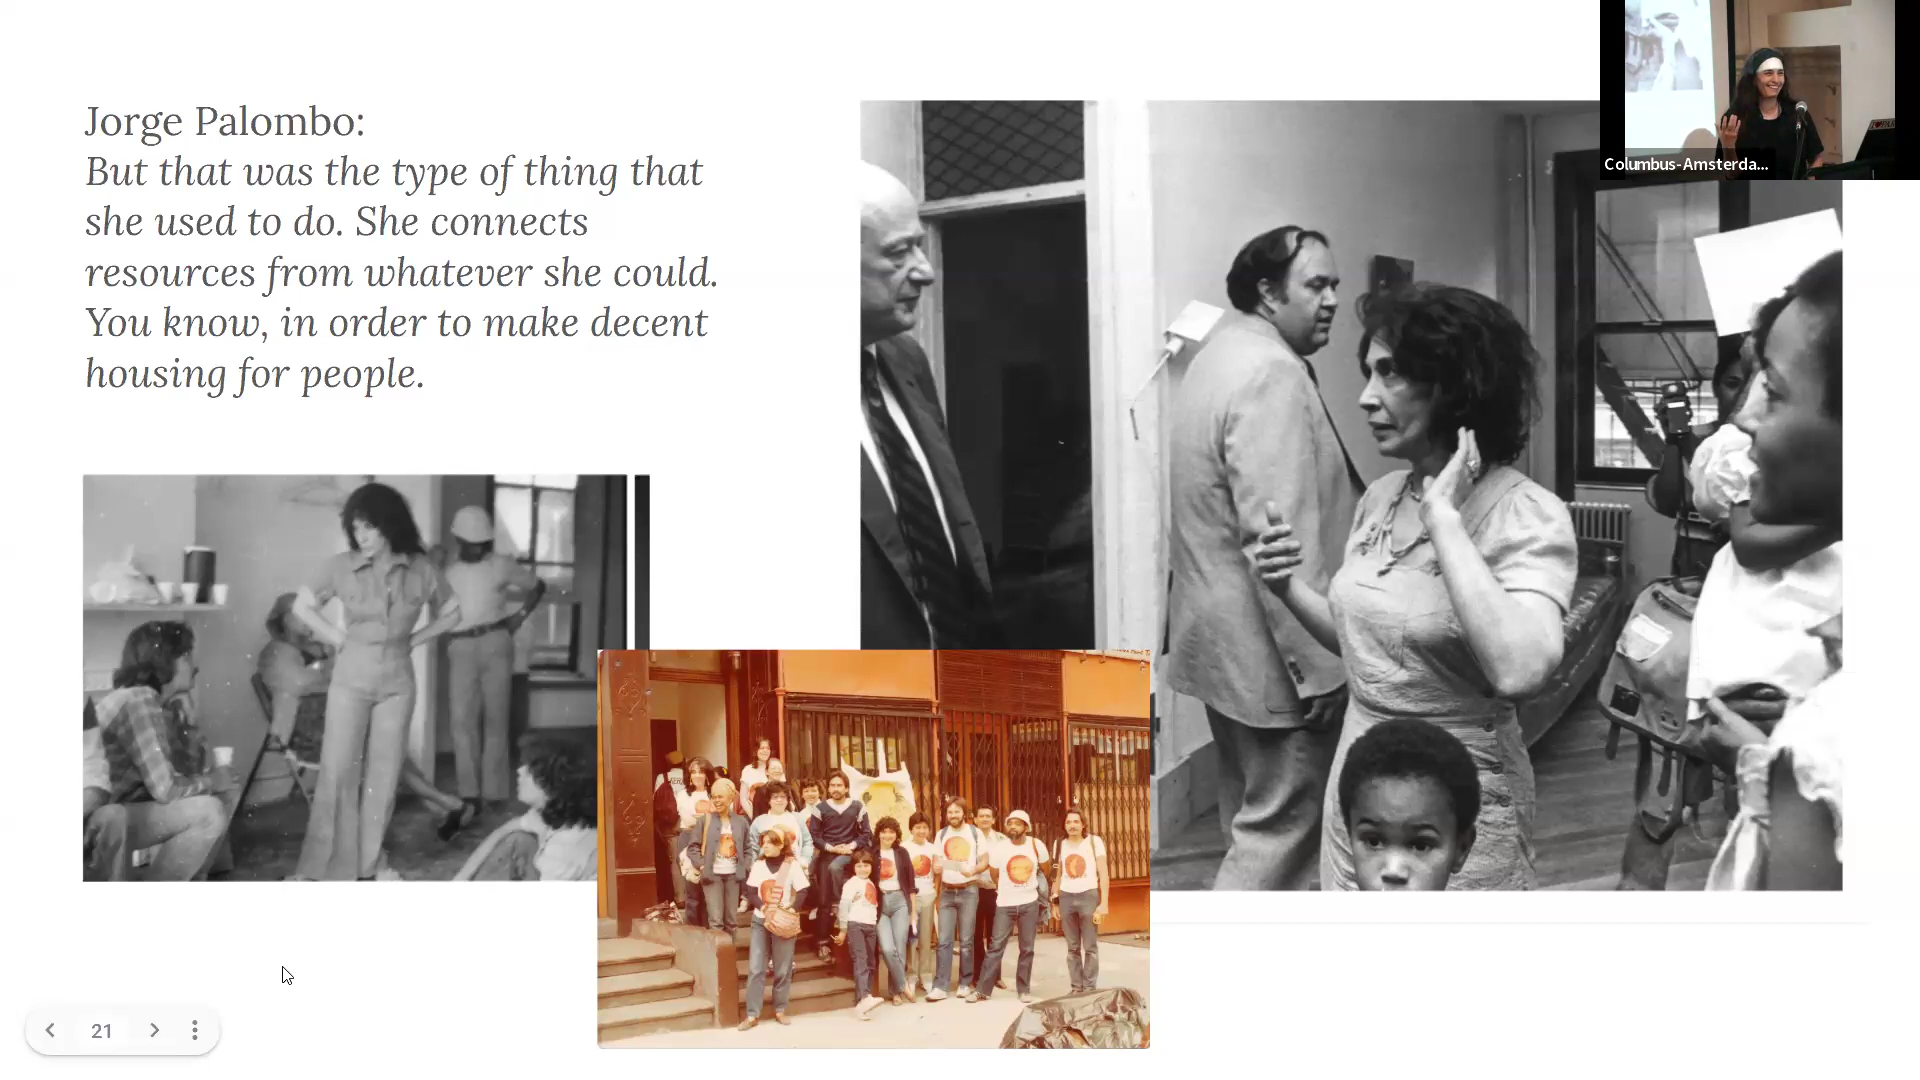 Jorge Palombo:
But that was the type of thing that
she used to do. She connects
resources from whatever she could.
You know, in order to make decent
housing for people.
Columbus-Amsterda...
21